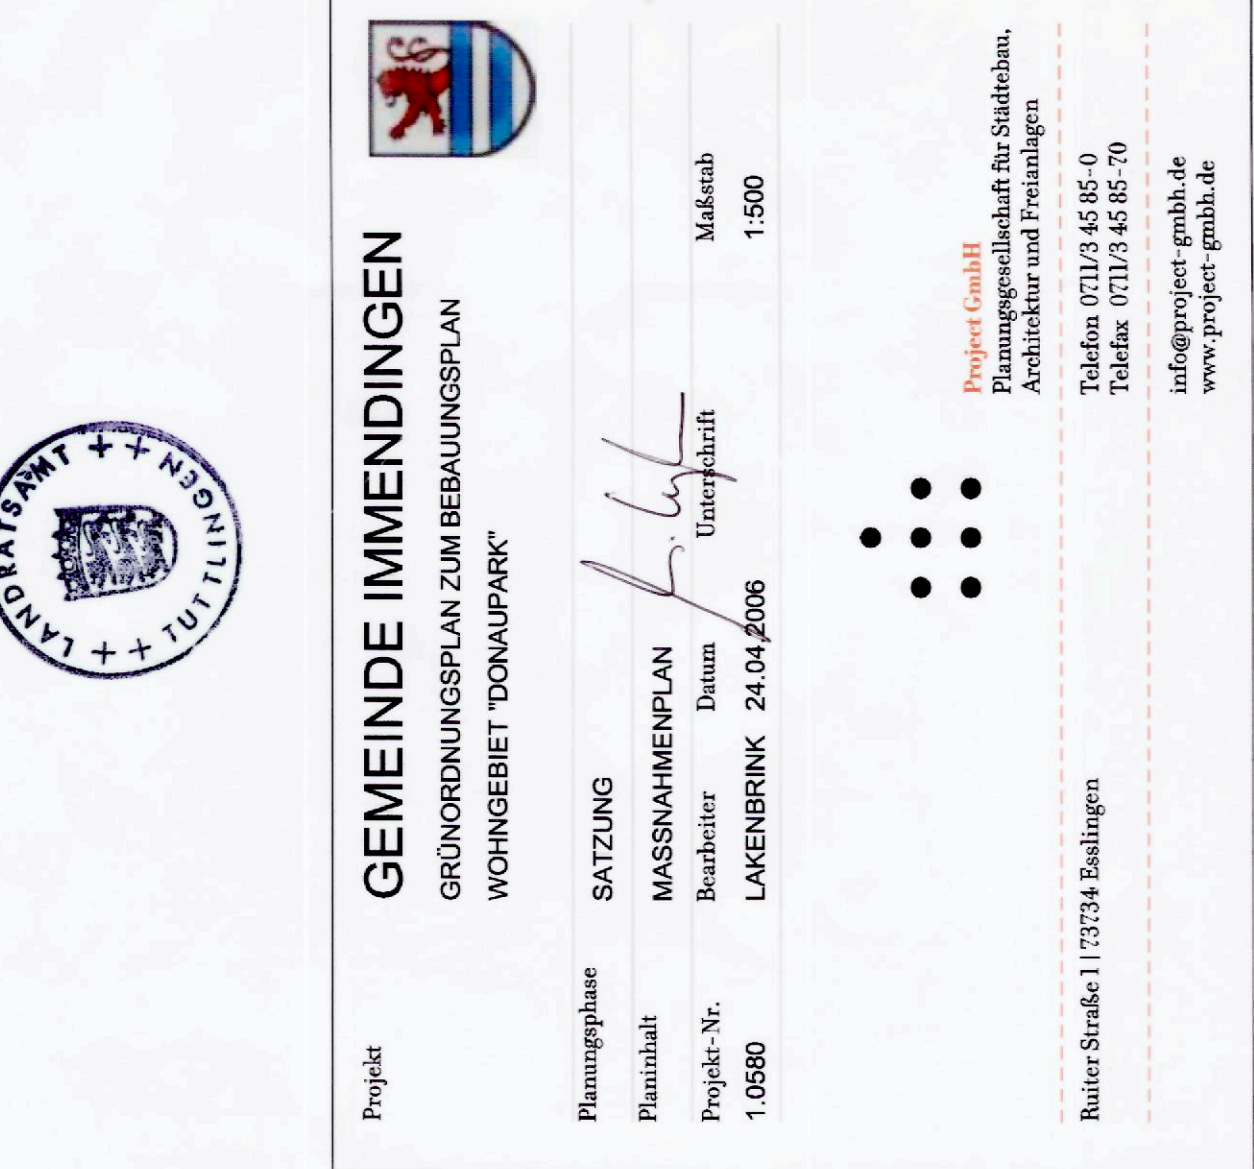 LANDRATSAMT
TUTTLINGEN
Projekt
GEMEINDE IMMENDINGEN
GRÜNORDNUNGSPLAN ZUM BEBAUUNGSPLAN
WOHNGEBIET "DONAUPARK"
Planungsphase SATZUNG
Planinhalt MASSNAHMENPLAN
Projekt-Nr. Bearbeiter Datum Unterschrift Maßstab
1.0580 LAKENBRINK 24.04.2006 1:500
Project GmbH
Planungsgesellschaft für Städtebau,
Architektur und Freianlagen
Ruiter Straße 1 | 73734 Esslingen Telefon 0711/3 45 85-0
Telefax 0711/3 45 85-70
info@project-gmbh.de
www.project-gmbh.de